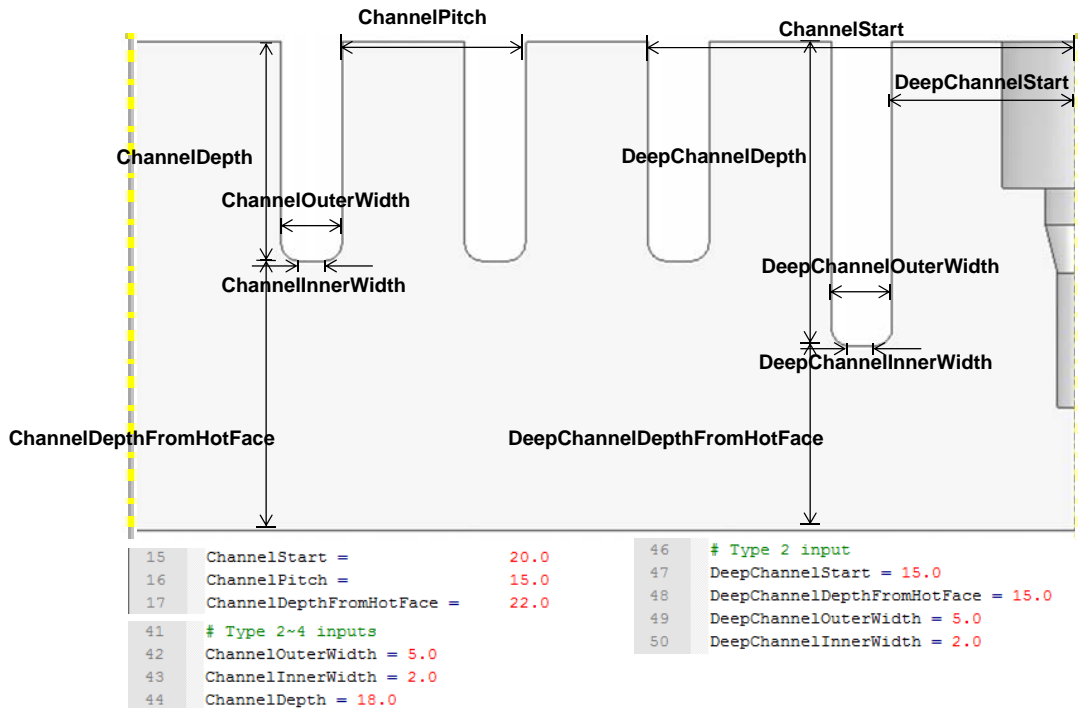 ChannelPitch
ChannelStart
DeepChannelStart
ChannelDepth
DeepChannelDepth
ChannelOuterWidth
DeepChannelOuterWidth
ChannelInnerWidth
DeepChannelInnerWidth
ChannelDepthFromHotFace
DeepChannelDepthFromHotFace
15 ChannelStart = 20.0
16 ChannelPitch = 15.0
17 ChannelDepthFromHotFace = 22.0
41 # Type 2~4 inputs
42 ChannelOuterWidth = 5.0
43 ChannelInnerWidth = 2.0
44 ChannelDepth = 18.0
46 # Type 2 input
47 DeepChannelStart = 15.0
48 DeepChannelDepthFromHotFace = 15.0
49 DeepChannelOuterWidth = 5.0
50 DeepChannelInnerWidth = 2.0